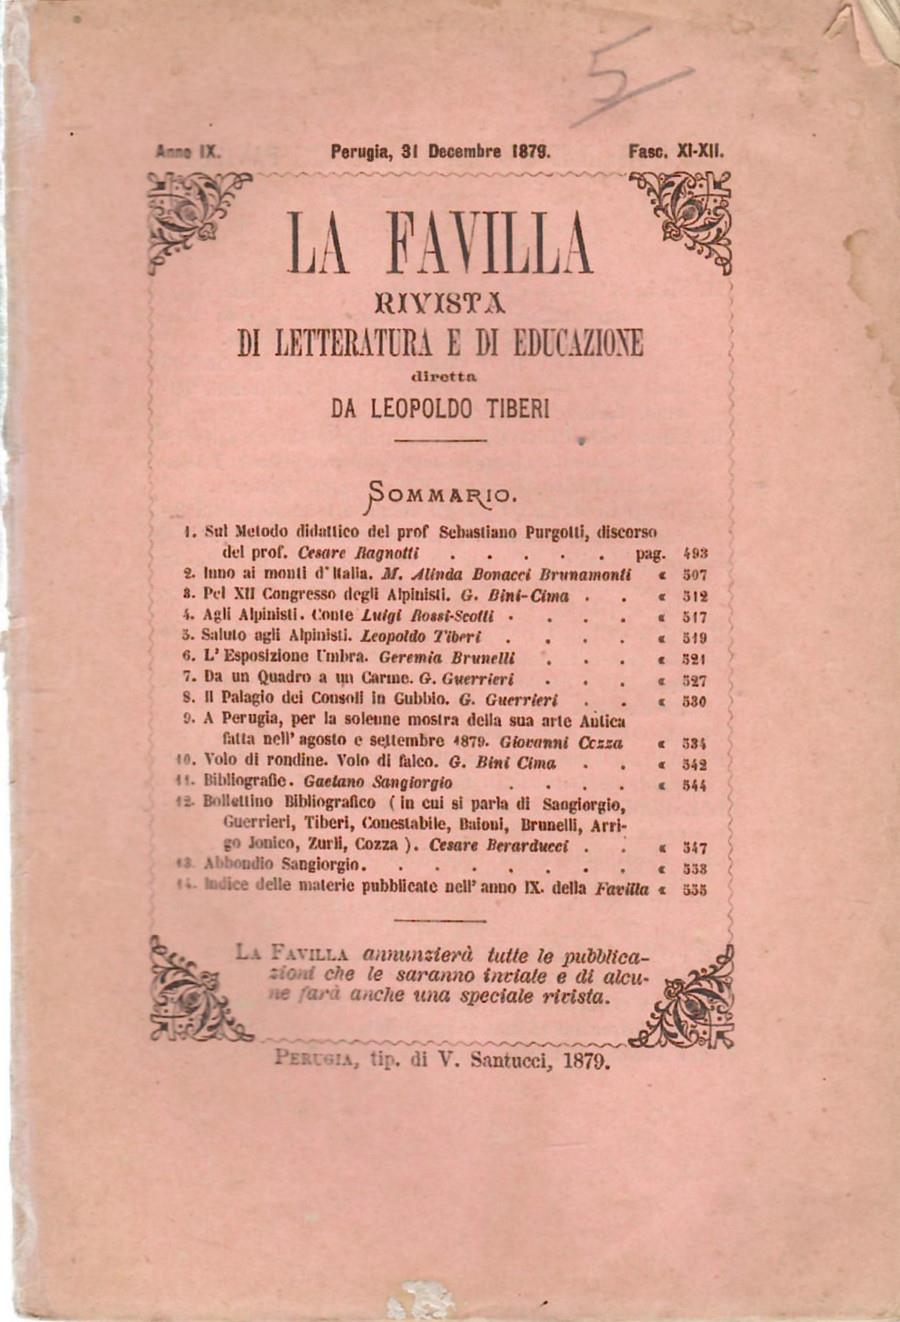 5
Anno IX. Perugia, 31 Decembre 1879. Fasc. XI-XII.
LA FAVILLA
RIVISTA
DI LETTERATURA E DI EDUCAZIONE
diretta
DA LEOPOLDO TIBERI
SOMMARIO.
1. Sul Metodo didattico del prof Sebastiano Purgotti, discorso
del prof. Cesare Ragnotti . . . . . pag. 493
2. Inno ai monti d'Italia. M. Alinda Bonacci Brunamonti « 507
3. Pel XII Congresso degli Alpinisti. G. Bini-Cima . . « 512
4. Agli Alpinisti. Conte Luigi Rossi-Scotti . . . . « 517
5. Saluto agli Alpinisti. Leopoldo Tiberi . . . . « 519
6. L'Esposizione Umbra. Geremia Brunelli . . . « 521
7. Da un Quadro a un Carme. G. Guerrieri . . . « 527
8. Il Palagio dei Consoli in Gubbio. G. Guerrieri . . « 530
9. A Perugia, per la solenne mostra della sua arte Antica
fatta nell'agosto e settembre 1879. Giovanni Cozza « 534
10. Volo di rondine. Volo di falco. G. Bini Cima . . « 542
11. Bibliografie. Gaetano Sangiorgio . . . . « 544
12. Bollettino Bibliografico ( in cui si parla di Sangiorgio,
Guerrieri, Tiberi, Conestabile, Baioni, Brunelli, Arri-
go Jonico, Zurli, Cozza ). Cesare Berarducci . . « 547
13. Abbondio Sangiorgio. . . . . . . . « 553
14. Indice delle materie pubblicate nell'anno IX. della Favilla « 555
LA FAVILLA annunzierà tutte le pubblica-
zioni che le saranno inviate e di alcu-
ne farà anche una speciale rivista.
PERUGIA, tip. di V. Santucci, 1879.